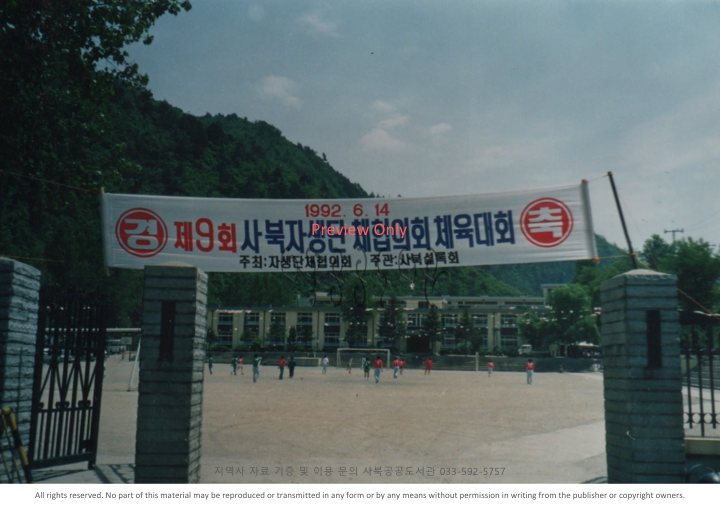 1992. 6. 14
경 제9회 사북자생단체협의회체육대회 축
Preview Only
주최:자생단체협의회 주관:사북설록회
지역사 자료 기증 및 이용 문의 사북공공도서관 033-592-5757
All rights reserved. No part of this material may be reproduced or transmitted in any form or by any means without permission in writing from the publisher or copyright owners.